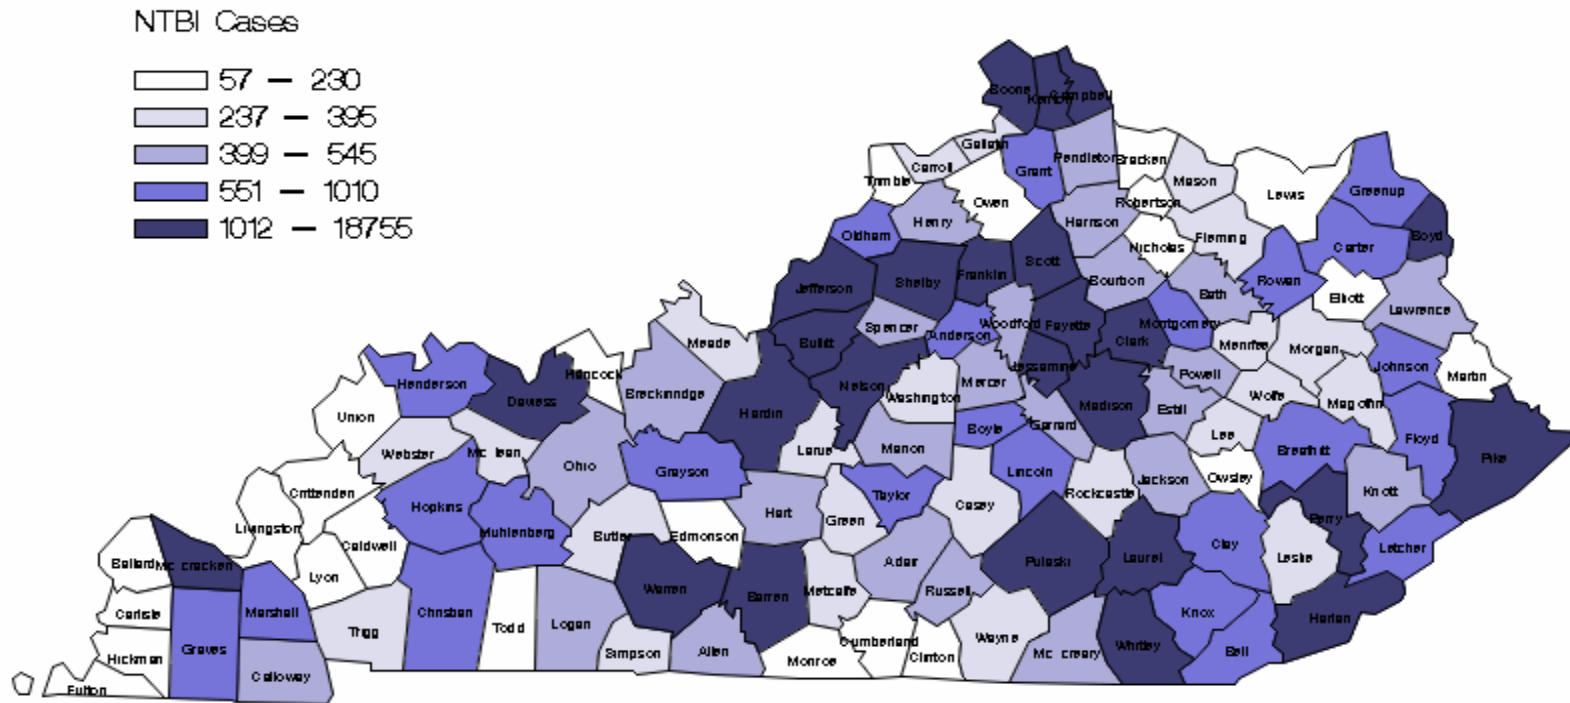 NTBI Cases
57 — 230
237 — 395
399 — 545
551 — 1010
1012 — 18755
Boone
Kenton
Campbell
Gallatin
Carroll
Trimble
Grant
Pendleton
Bracken
Mason
Lewis
Greenup
Owen
Robertson
Henry
Harrison
Oldham
Nicholas
Fleming
Carter
Boyd
Jefferson
Shelby
Franklin
Scott
Bourbon
Bath
Rowan
Elliott
Lawrence
Spencer
Anderson
Woodford
Fayette
Montgomery
Bullitt
Clark
Menifee
Morgan
Meade
Jessamine
Powell
Johnson
Martin
Hancock
Henderson
Daviess
Breckinridge
Nelson
Washington
Mercer
Madison
Estill
Wolfe
Magoffin
Union
Hardin
Boyle
Garrard
Lee
Breathitt
Floyd
Pike
Webster
Mc lean
Ohio
Grayson
Larue
Marion
Lincoln
Rockcastle
Jackson
Owsley
Knott
Crittenden
Hopkins
Muhlenberg
Hart
Green
Taylor
Casey
Perry
Livingston
Caldwell
Butler
Edmonson
Clay
Leslie
Letcher
Ballard
Mc cracken
Lyon
Warren
Barren
Metcalfe
Adair
Russell
Pulaski
Laurel
Carlisle
Marshall
Trigg
Christian
Todd
Logan
Knox
Harlan
Hickman
Graves
Calloway
Simpson
Allen
Monroe
Cumberland
Clinton
Wayne
Mc creary
Whitley
Bell
Fulton